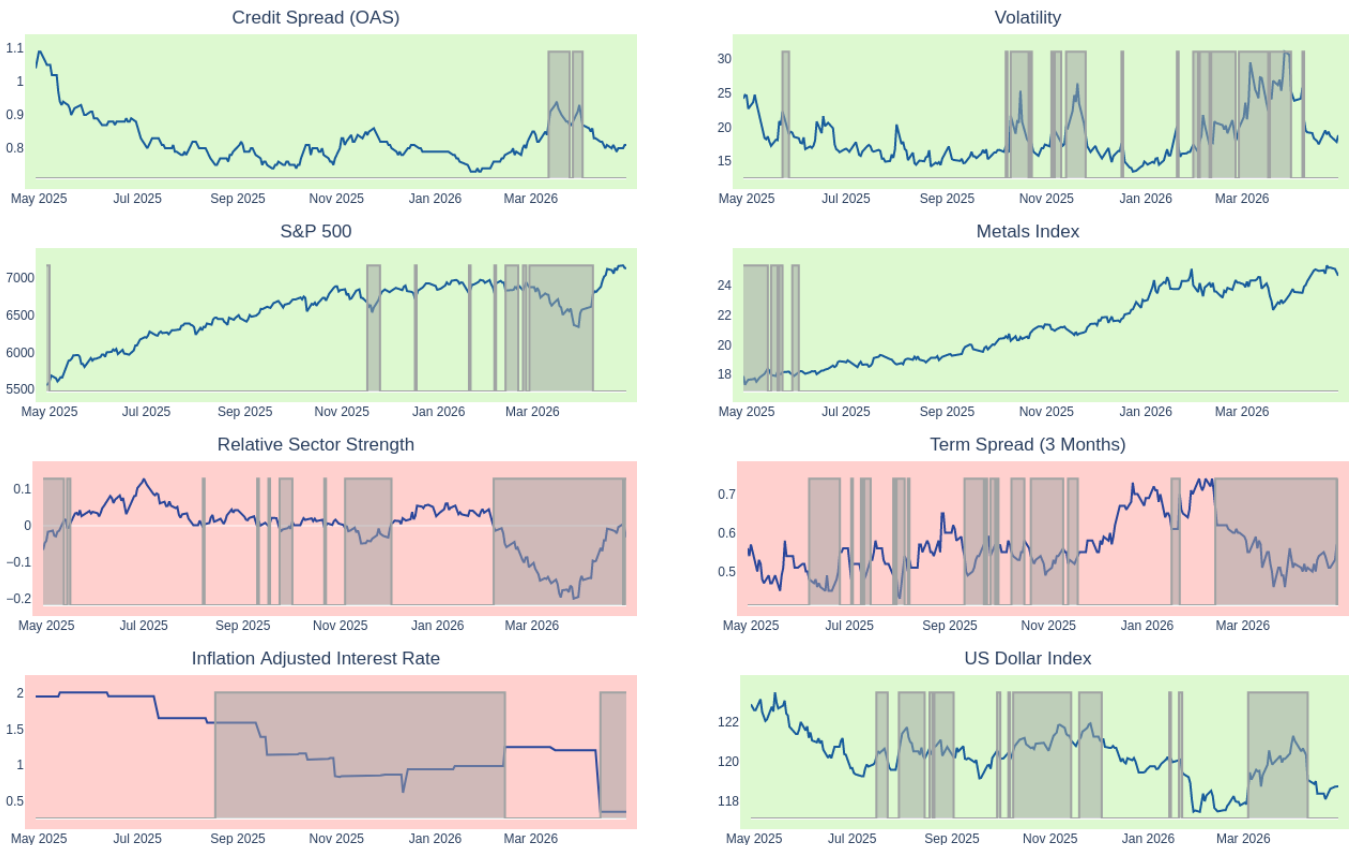 Credit Spread (OAS)
1.1
1
0.9
0.8
May 2025 Jul 2025 Sep 2025 Nov 2025 Jan 2026 Mar 2026
Volatility
30
25
20
15
May 2025 Jul 2025 Sep 2025 Nov 2025 Jan 2026 Mar 2026
S&P 500
7000
6500
6000
5500
May 2025 Jul 2025 Sep 2025 Nov 2025 Jan 2026 Mar 2026
Metals Index
24
22
20
18
May 2025 Jul 2025 Sep 2025 Nov 2025 Jan 2026 Mar 2026
Relative Sector Strength
0.1
0
−0.1
−0.2
May 2025 Jul 2025 Sep 2025 Nov 2025 Jan 2026 Mar 2026
Term Spread (3 Months)
0.7
0.6
0.5
May 2025 Jul 2025 Sep 2025 Nov 2025 Jan 2026 Mar 2026
Inflation Adjusted Interest Rate
2
1.5
1
0.5
May 2025 Jul 2025 Sep 2025 Nov 2025 Jan 2026 Mar 2026
US Dollar Index
122
120
118
May 2025 Jul 2025 Sep 2025 Nov 2025 Jan 2026 Mar 2026